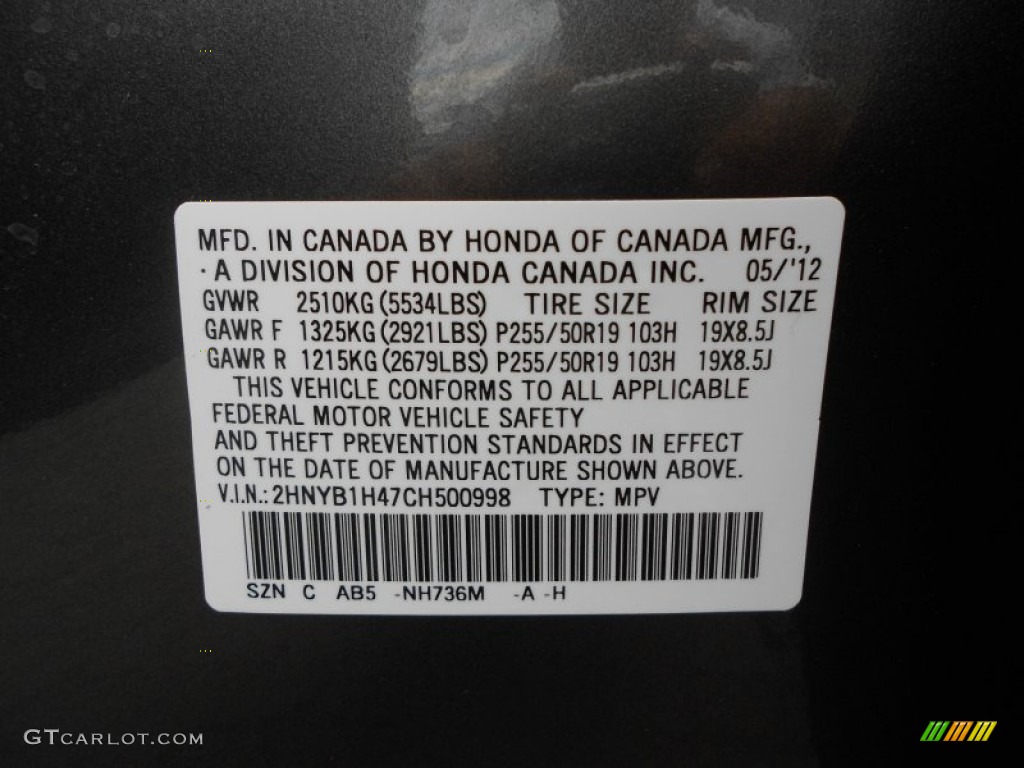 MFD. IN CANADA BY HONDA OF CANADA MFG.,
·A DIVISION OF HONDA CANADA INC. 05/'12
GVWR 2510KG(5534LBS) TIRE SIZE RIM SIZE
GAWR F 1325KG(2921LBS) P255/50R19 103H 19X8.5J
GAWR R 1215KG(2679LBS) P255/50R19 103H 19X8.5J
THIS VEHICLE CONFORMS TO ALL APPLICABLE
FEDERAL MOTOR VEHICLE SAFETY
AND THEFT PREVENTION STANDARDS IN EFFECT
ON THE DATE OF MANUFACTURE SHOWN ABOVE.
V.I.N.: 2HNYB1H47CH500998 TYPE: MPV
SZN C AB5 -NH736M -A -H
GTCARLOT.COM